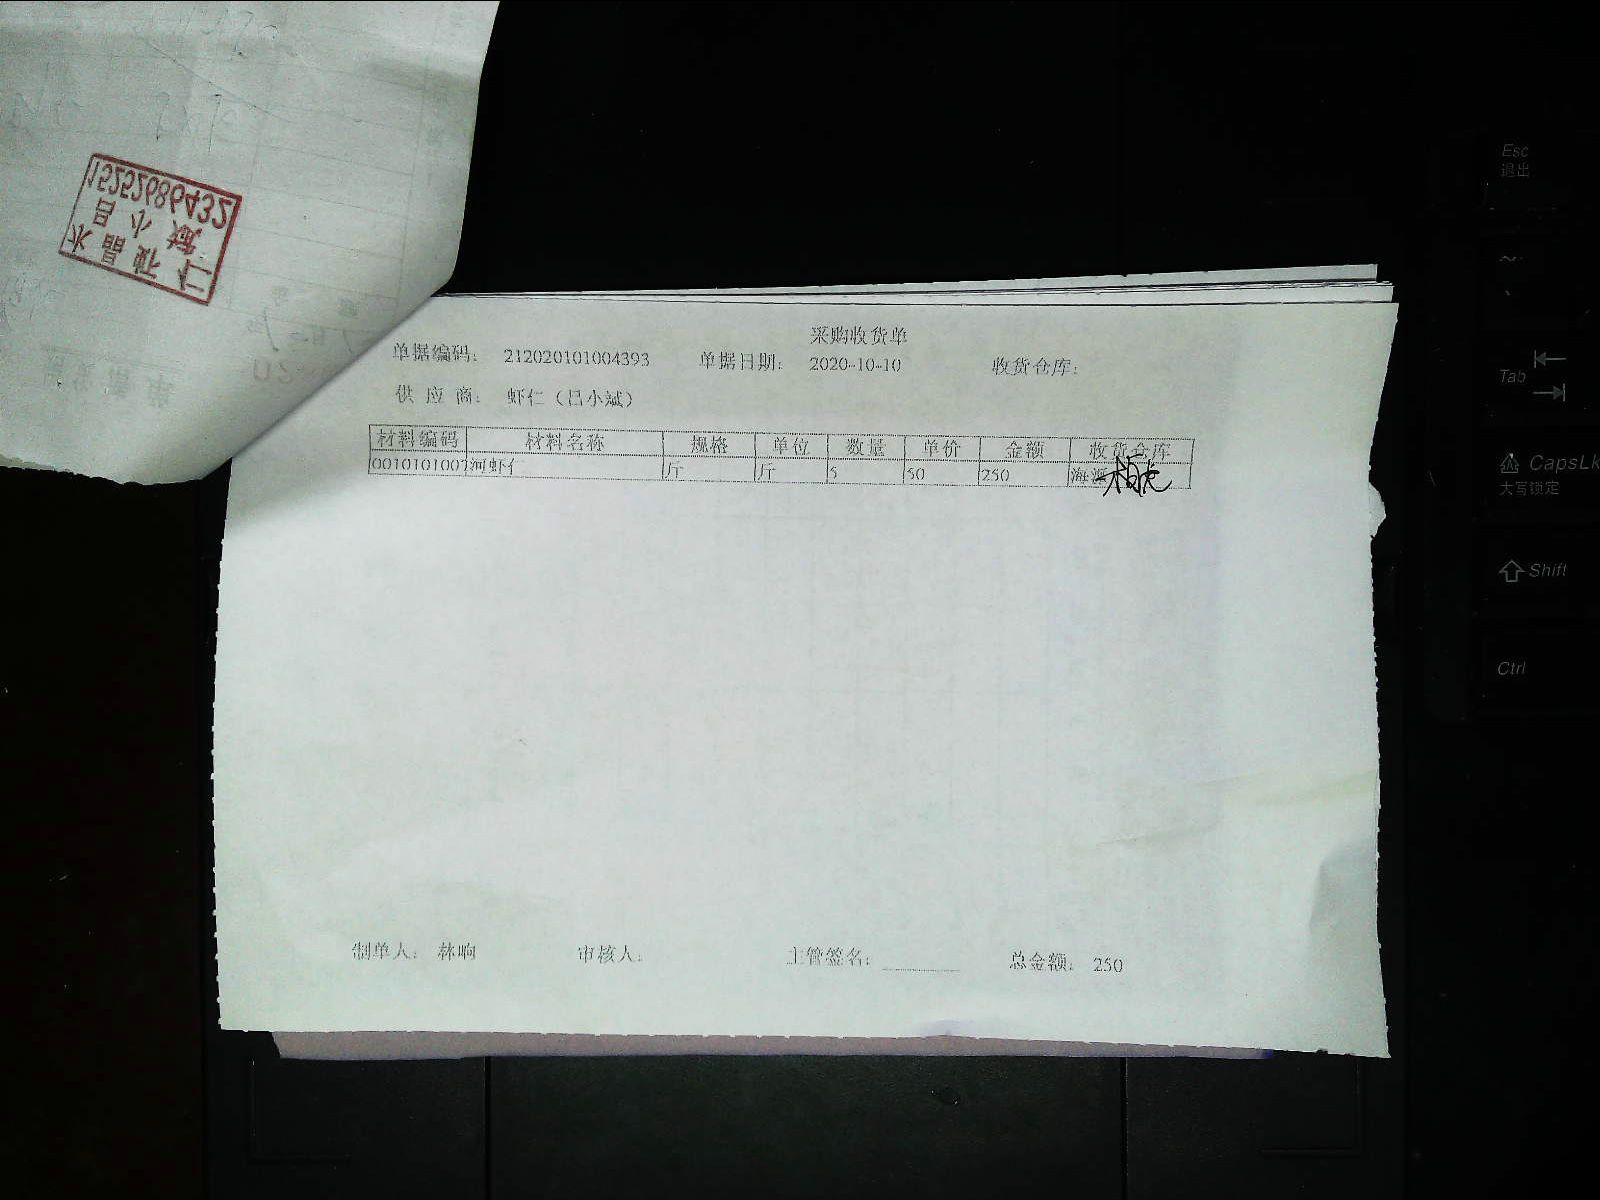 15252686432
采购收货单
单据编码: 212020101004393 单据日期: 2020-10-10 收货仓库:
供 应 商: 虾仁（吕小斌）
材料编码 材料名称 规格 单位 数量 单价 金额 收货仓库
0010101007 河虾仁 斤 斤 5 50 250 海
制单人: 林响 审核人: 主管签名: 总金额: 250
Esc
退出
Tab
CapsLk
大写锁定
Shift
Ctrl